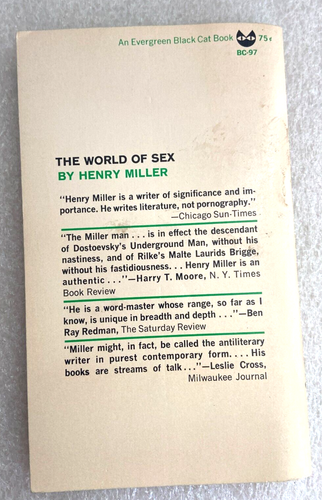 An Evergreen Black Cat Book 75¢
BC-97
THE WORLD OF SEX
BY HENRY MILLER
"Henry Miller is a writer of significance and im-
portance. He writes literature, not pornography."
—Chicago Sun-Times
"The Miller man . . . is in effect the descendant
of Dostoevsky's Underground Man, without his
nastiness, and of Rilke's Malte Laurids Brigge,
without his fastidiousness. . . Henry Miller is an
authentic . . ."—Harry T. Moore, N. Y. Times
Book Review
"He is a word-master whose range, so far as I
know, is unique in breadth and depth . . ."—Ben
Ray Redman, The Saturday Review
"Miller might, in fact, be called the antiliterary
writer in purest contemporary form. . . . His
books are streams of talk . . ."—Leslie Cross,
Milwaukee Journal